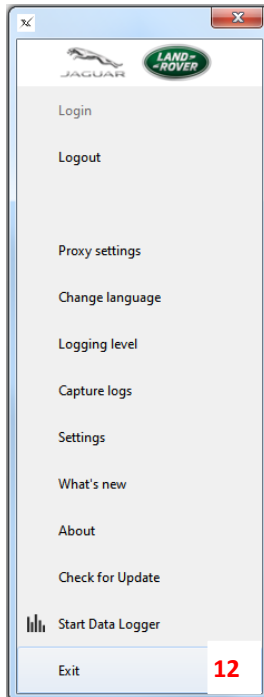 JAGUAR
LAND-
-ROVER
Login
Logout
Proxy settings
Change language
Logging level
Capture logs
Settings
What's new
About
Check for Update
Start Data Logger
Exit
12